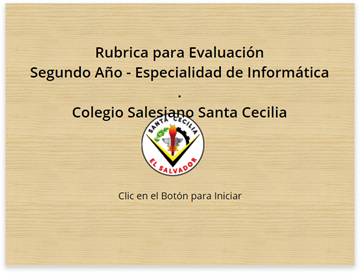 Rubrica para Evaluación
Segundo Año - Especialidad de Informática
.
Colegio Salesiano Santa Cecilia
SANTA CECILIA
EL SALVADOR
Clic en el Botón para Iniciar